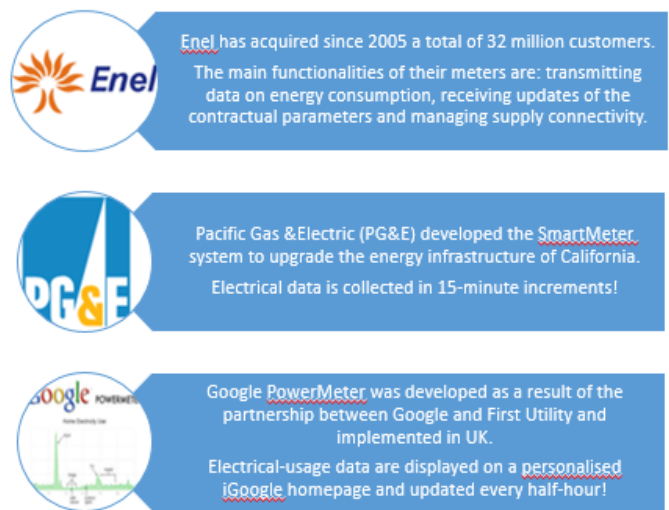 Enel
Enel has acquired since 2005 a total of 32 million customers.
The main functionalities of their meters are: transmitting
data on energy consumption, receiving updates of the
contractual parameters and managing supply connectivity.
PG&E
Pacific Gas &Electric (PG&E) developed the SmartMeter
system to upgrade the energy infrastructure of California.
Electrical data is collected in 15-minute increments!
Google POWERMETER
Home Electricity Use
Google PowerMeter was developed as a result of the
partnership between Google and First Utility and
implemented in UK.
Electrical-usage data are displayed on a personalised
iGoogle homepage and updated every half-hour!